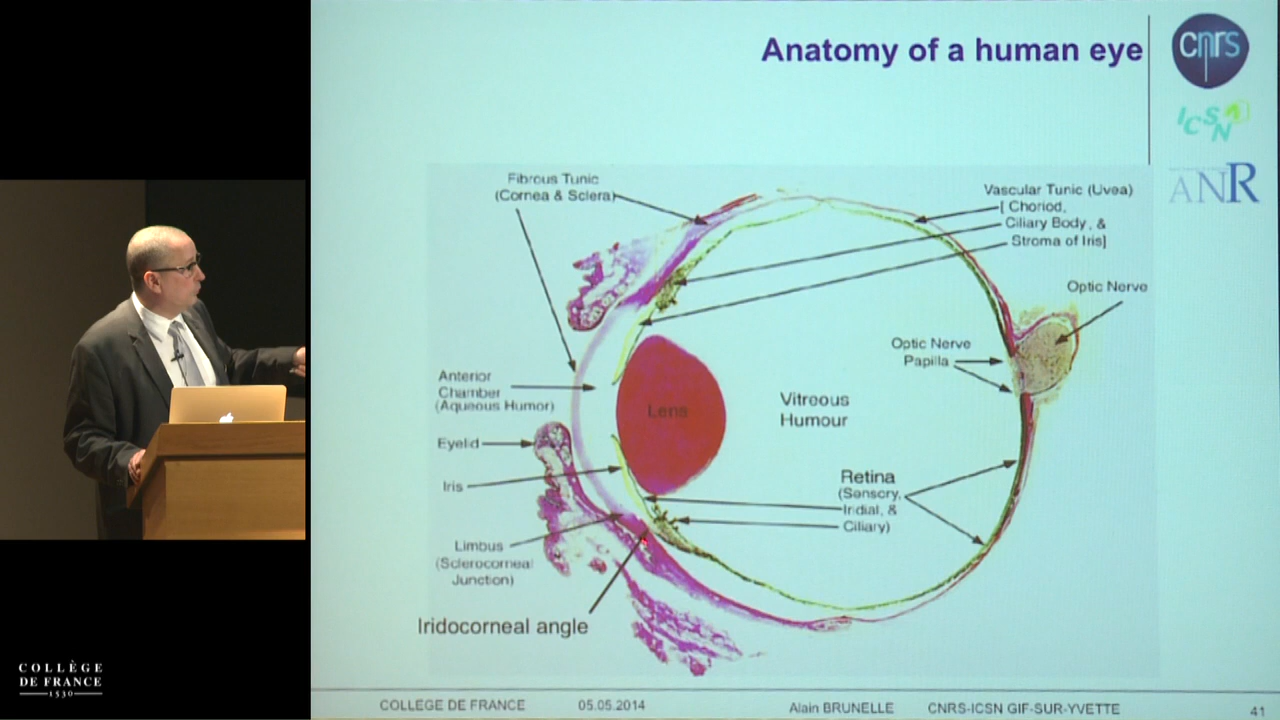 Anatomy of a human eye
cnrs
ICSN
ANR
Fibrous Tunic
(Cornea & Sclera)
Vascular Tunic (Uvea)
[ Choriod,
Ciliary Body, &
Stroma of Iris]
Optic Nerve
Optic Nerve
Papilla
Anterior
Chamber
(Aqueous Humor)
Lens
Vitreous
Humour
Eyelid
Iris
Retina
(Sensory,
Iridial, &
Ciliary)
Limbus
(Sclerocorneal
Junction)
Iridocorneal angle
COLLÈGE
DE FRANCE
1530
COLLEGE DE FRANCE 05.05.2014 Alain BRUNELLE CNRS-ICSN GIF-SUR-YVETTE 41